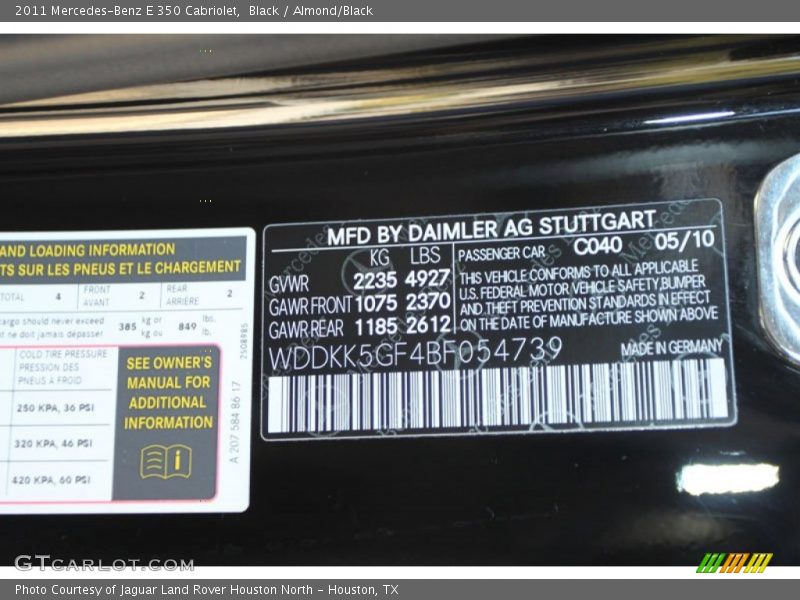 2011 Mercedes-Benz E 350 Cabriolet, Black / Almond/Black
AND LOADING INFORMATION
TS SUR LES PNEUS ET LE CHARGEMENT
TOTAL 4 FRONT AVANT 2 REAR ARRIÈRE 2
cargo should never exceed 385 kg or 849 lbs.
nt ne doit jamais dépasser kg ou lb.
COLD TIRE PRESSURE
PRESSION DES
PNEUS À FROID
250 KPA, 36 PSI
320 KPA, 46 PSI
420 KPA, 60 PSI
SEE OWNER'S
MANUAL FOR
ADDITIONAL
INFORMATION
2508985
A 207 584 86 17
MFD BY DAIMLER AG STUTTGART
KG LBS
GVWR 2235 4927
GAWR FRONT 1075 2370
GAWR REAR 1185 2612
PASSENGER CAR C040 05/10
THIS VEHICLE CONFORMS TO ALL APPLICABLE
U.S. FEDERAL MOTOR VEHICLE SAFETY,BUMPER
AND THEFT PREVENTION STANDARDS IN EFFECT
ON THE DATE OF MANUFACTURE SHOWN ABOVE
WDDKK5GF4BF054739
MADE IN GERMANY
GTCARLOT.COM
Photo Courtesy of Jaguar Land Rover Houston North - Houston, TX